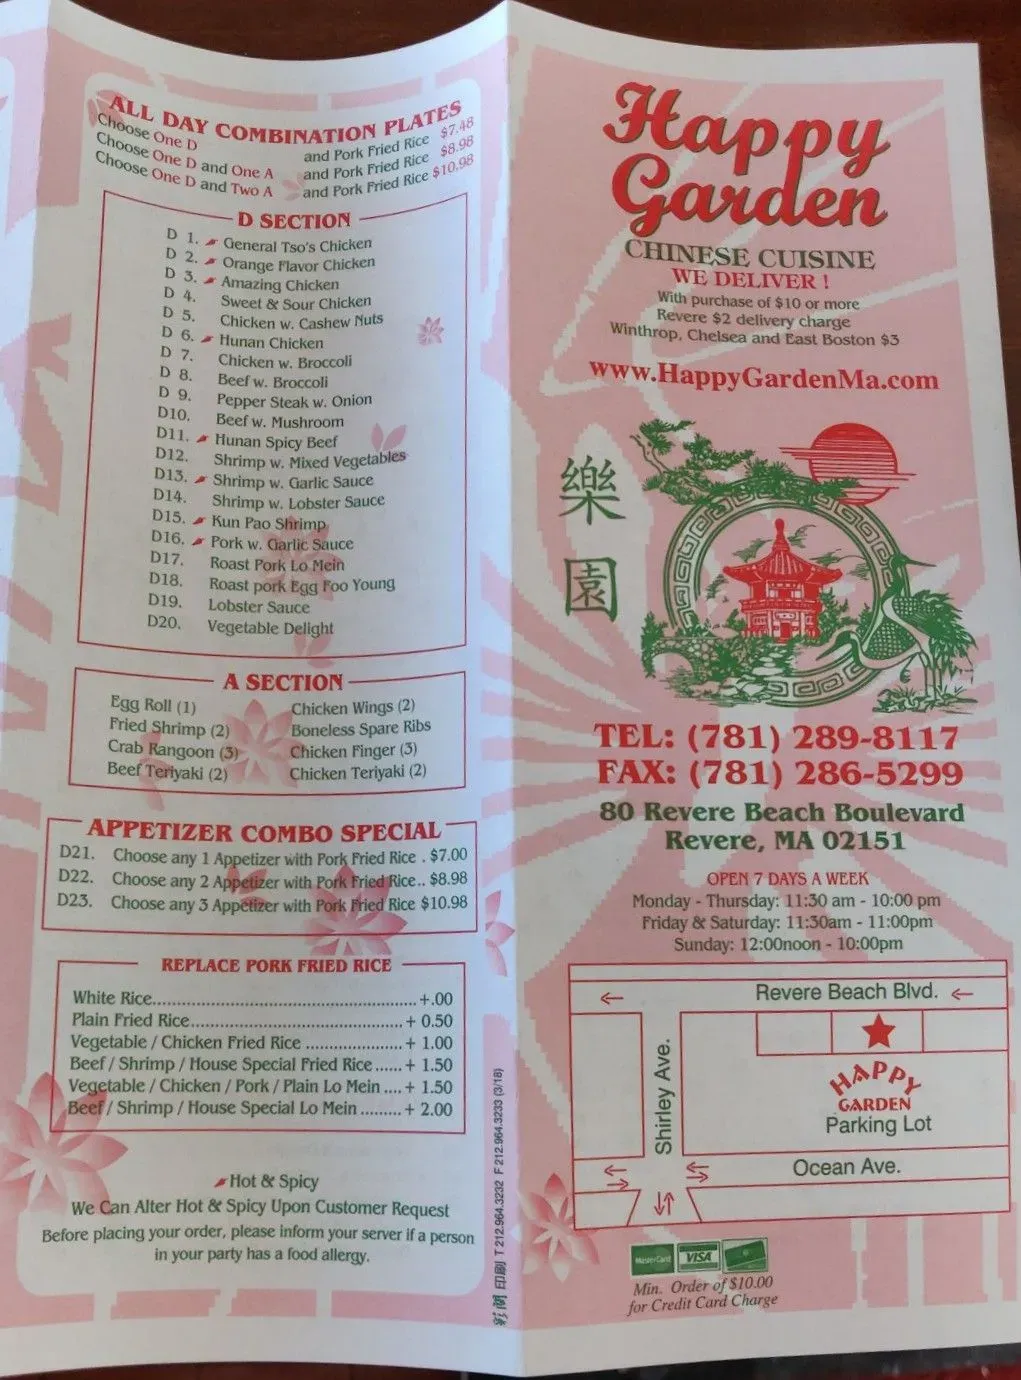 ALL DAY COMBINATION PLATES
Choose One D and Pork Fried Rice $7.48
Choose One D and One A and Pork Fried Rice $8.98
Choose One D and Two A and Pork Fried Rice $10.98
D SECTION
D 1. General Tso's Chicken
D 2. Orange Flavor Chicken
D 3. Amazing Chicken
D 4. Sweet & Sour Chicken
D 5. Chicken w. Cashew Nuts
D 6. Hunan Chicken
D 7. Chicken w. Broccoli
D 8. Beef w. Broccoli
D 9. Pepper Steak w. Onion
D10. Beef w. Mushroom
D11. Hunan Spicy Beef
D12. Shrimp w. Mixed Vegetables
D13. Shrimp w. Garlic Sauce
D14. Shrimp w. Lobster Sauce
D15. Kun Pao Shrimp
D16. Pork w. Garlic Sauce
D17. Roast Pork Lo Mein
D18. Roast pork Egg Foo Young
D19. Lobster Sauce
D20. Vegetable Delight
A SECTION
Egg Roll (1) Chicken Wings (2)
Fried Shrimp (2) Boneless Spare Ribs
Crab Rangoon (3) Chicken Finger (3)
Beef Teriyaki (2) Chicken Teriyaki (2)
APPETIZER COMBO SPECIAL
D21. Choose any 1 Appetizer with Pork Fried Rice . $7.00
D22. Choose any 2 Appetizer with Pork Fried Rice.. $8.98
D23. Choose any 3 Appetizer with Pork Fried Rice $10.98
REPLACE PORK FRIED RICE
White Rice................................................ +.00
Plain Fried Rice....................................... + 0.50
Vegetable / Chicken Fried Rice .................. + 1.00
Beef / Shrimp / House Special Fried Rice...... + 1.50
Vegetable / Chicken / Pork / Plain Lo Mein .... + 1.50
Beef / Shrimp / House Special Lo Mein ......... + 2.00
Hot & Spicy
We Can Alter Hot & Spicy Upon Customer Request
Before placing your order, please inform your server if a person
in your party has a food allergy.
印刷 T 212.964.3232 F 212.964.3233 (3/18)
Happy
Garden
CHINESE CUISINE
WE DELIVER !
With purchase of $10 or more
Revere $2 delivery charge
Winthrop, Chelsea and East Boston $3
www.HappyGardenMa.com
樂
園
TEL: (781) 289-8117
FAX: (781) 286-5299
80 Revere Beach Boulevard
Revere, MA 02151
OPEN 7 DAYS A WEEK
Monday - Thursday: 11:30 am - 10:00 pm
Friday & Saturday: 11:30am - 11:00pm
Sunday: 12:00noon - 10:00pm
Revere Beach Blvd.
Shirley Ave.
HAPPY
GARDEN
Parking Lot
Ocean Ave.
MasterCard VISA
Min. Order of $10.00
for Credit Card Charge